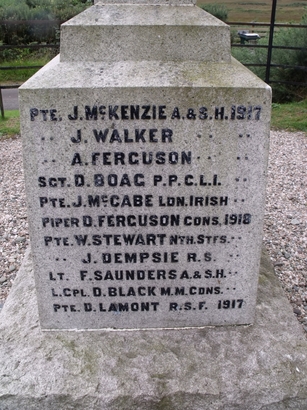 PTE. J. McKENZIE A. & S. H. 1917
" J. WALKER " "
" A. FERGUSON " "
SGT. D. BOAG P. P. C. L. I. "
PTE. J. McCABE LDN. IRISH "
PIPER D. FERGUSON CONS. 1918
PTE. W. STEWART NTH. STFS. "
" J. DEMPSIE R. S. "
LT. F. SAUNDERS A. & S. H. "
L. CPL. D. BLACK M. M. CONS. "
PTE. D. LAMONT R. S. F. 1917